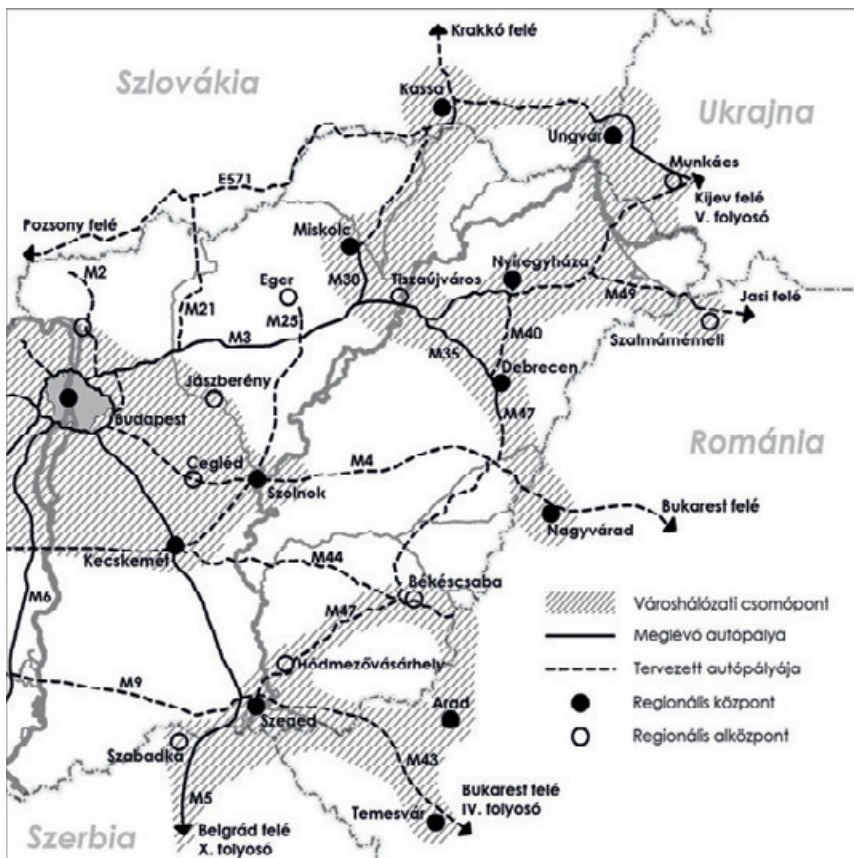 Krakkó felé
Szlovákia
Kassa
Ukrajna
Ungvár
Munkács
E571
Kijev felé
V. folyosó
Pozsony felé
Miskolc
M2
Eger
M30
Tiszaújváros
Nyíregyháza
M21
M25
M49
Jasi felé
M3
M40
Szatmárnémeti
M35
Jászberény
Debrecen
Budapest
M47
Románia
Cegléd
M4
Szolnok
Bukarest felé
Nagyvárad
Kecskemét
M44
M6
Békéscsaba
Városhálózati csomópont
M47
Meglévő autópálya
Hódmezővásárhely
Tervezett autópályája
M9
Szeged
Arad
Regionális központ
Szabadka
Regionális alközpont
M43
M5
Bukarest felé
IV. folyosó
Temesvár
Szerbia
Belgrád felé
X. folyosó